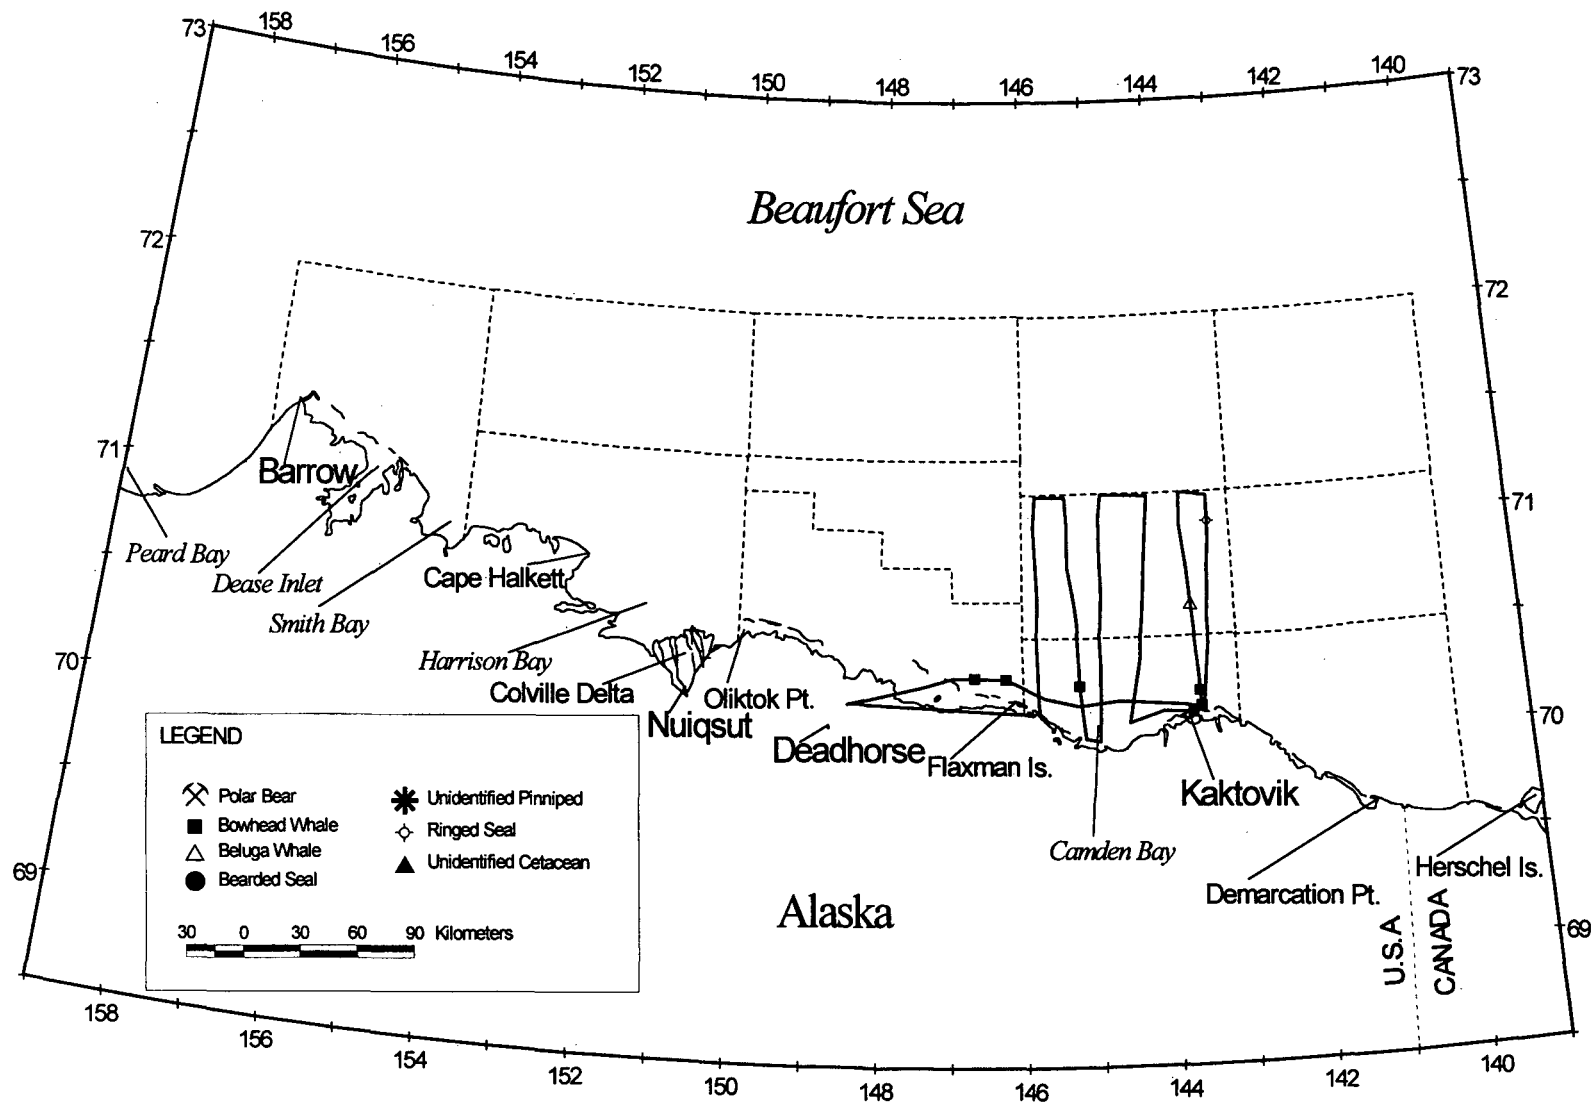 158
156
154
152
150
148
146
144
142
140
73
73
Beaufort Sea
72
72
71
71
Barrow
Peard Bay
Dease Inlet
Smith Bay
Cape Halkett
Harrison Bay
Colville Delta
Nuiqsut
Oliktok Pt.
Deadhorse
Flaxman Is.
Kaktovik
Camden Bay
Demarcation Pt.
Herschel Is.
70
70
LEGEND
Polar Bear
Bowhead Whale
Beluga Whale
Bearded Seal
Unidentified Pinniped
Ringed Seal
Unidentified Cetacean
30 0 30 60 90 Kilometers
Alaska
U.S.A
CANADA
69
69
158
156
154
152
150
148
146
144
142
140